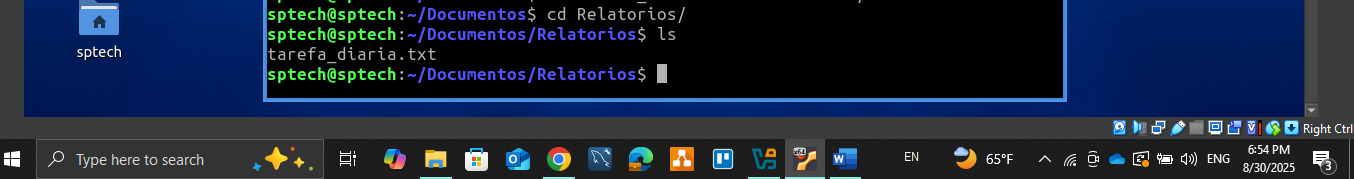 sptech@sptech:~/Documentos$ cd Relatorios/
sptech@sptech:~/Documentos/Relatorios$ ls
tarefa_diaria.txt
sptech@sptech:~/Documentos/Relatorios$
sptech
Right Ctrl
Type here to search
EN
65°F
ENG
6:54 PM
8/30/2025
3